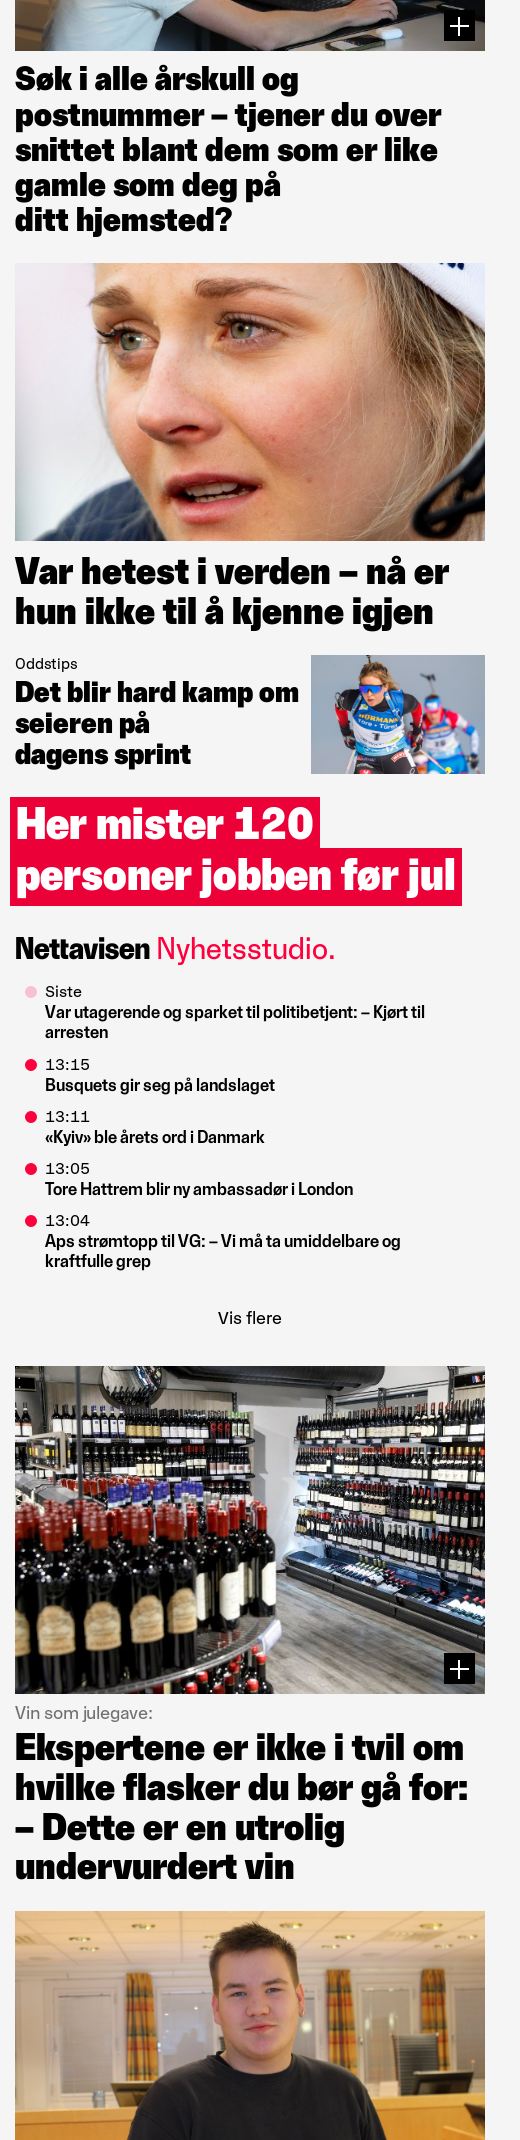 Søk i alle årskull og
postnummer – tjener du over
snittet blant dem som er like
gamle som deg på
ditt hjemsted?
Var hetest i verden – nå er
hun ikke til å kjenne igjen
Oddstips
Det blir hard kamp om
seieren på
dagens sprint
Her mister 120
personer jobben før jul
Nettavisen Nyhetsstudio.
Siste
Var utagerende og sparket til politibetjent: – Kjørt til
arresten
13:15
Busquets gir seg på landslaget
13:11
«Kyiv» ble årets ord i Danmark
13:05
Tore Hattrem blir ny ambassadør i London
13:04
Aps strømtopp til VG: – Vi må ta umiddelbare og
kraftfulle grep
Vis flere
Vin som julegave:
Ekspertene er ikke i tvil om
hvilke flasker du bør gå for:
– Dette er en utrolig
undervurdert vin